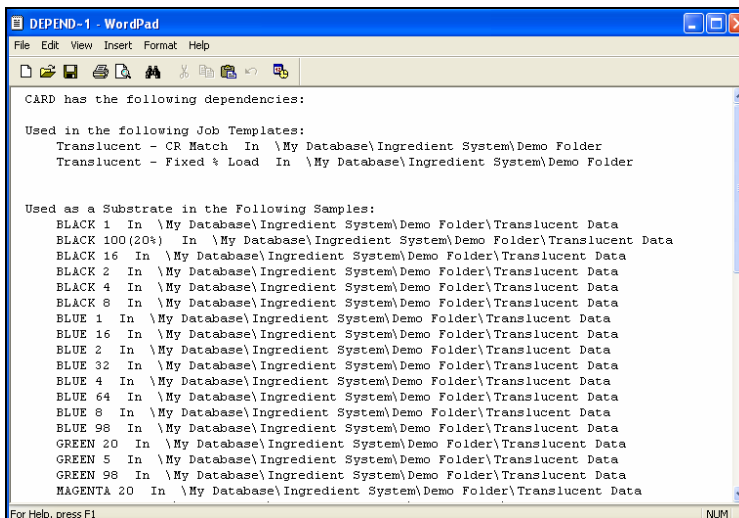 DEPEND~1 - WordPad
File Edit View Insert Format Help
CARD has the following dependencies:
Used in the following Job Templates:
Translucent - CR Match In \My Database\Ingredient System\Demo Folder
Translucent - Fixed % Load In \My Database\Ingredient System\Demo Folder
Used as a Substrate in the Following Samples:
BLACK 1 In \My Database\Ingredient System\Demo Folder\Translucent Data
BLACK 100(20%) In \My Database\Ingredient System\Demo Folder\Translucent Data
BLACK 16 In \My Database\Ingredient System\Demo Folder\Translucent Data
BLACK 2 In \My Database\Ingredient System\Demo Folder\Translucent Data
BLACK 4 In \My Database\Ingredient System\Demo Folder\Translucent Data
BLACK 8 In \My Database\Ingredient System\Demo Folder\Translucent Data
BLUE 1 In \My Database\Ingredient System\Demo Folder\Translucent Data
BLUE 16 In \My Database\Ingredient System\Demo Folder\Translucent Data
BLUE 2 In \My Database\Ingredient System\Demo Folder\Translucent Data
BLUE 32 In \My Database\Ingredient System\Demo Folder\Translucent Data
BLUE 4 In \My Database\Ingredient System\Demo Folder\Translucent Data
BLUE 64 In \My Database\Ingredient System\Demo Folder\Translucent Data
BLUE 8 In \My Database\Ingredient System\Demo Folder\Translucent Data
BLUE 98 In \My Database\Ingredient System\Demo Folder\Translucent Data
GREEN 20 In \My Database\Ingredient System\Demo Folder\Translucent Data
GREEN 5 In \My Database\Ingredient System\Demo Folder\Translucent Data
GREEN 98 In \My Database\Ingredient System\Demo Folder\Translucent Data
MAGENTA 20 In \My Database\Ingredient System\Demo Folder\Translucent Data
For Help, press F1
NUM